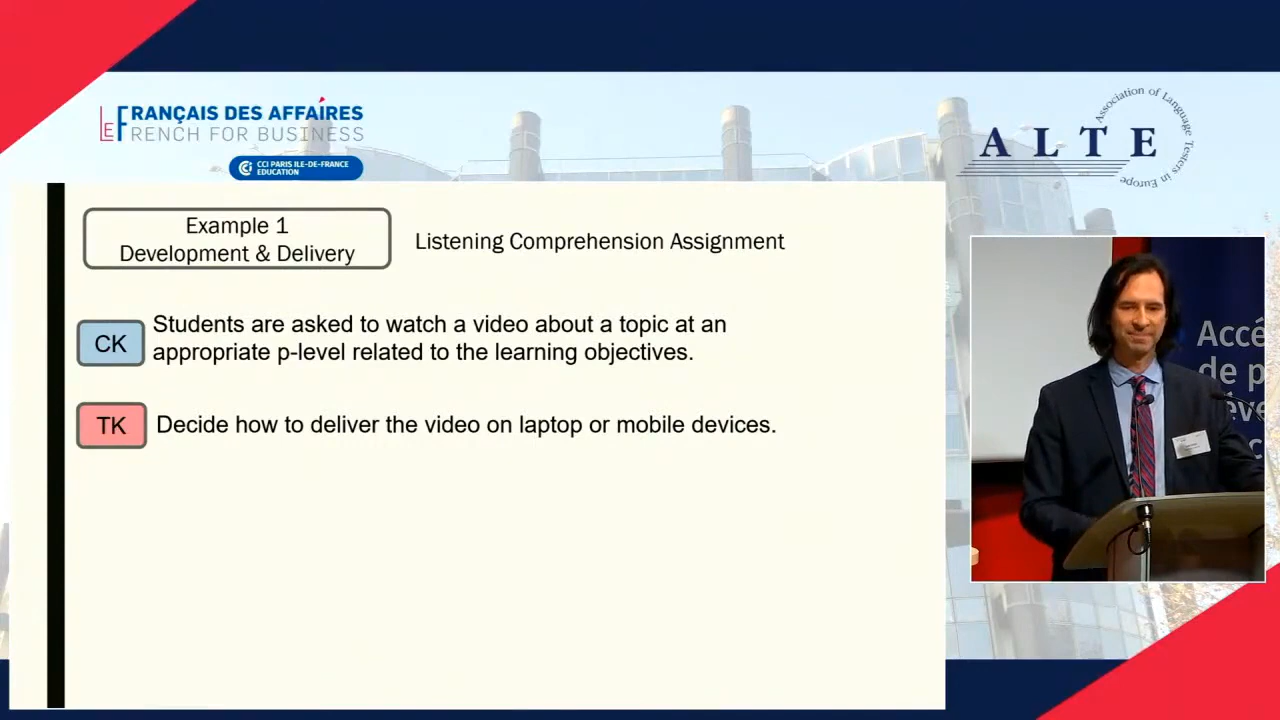 LE FRANÇAIS DES AFFAIRES
FRENCH FOR BUSINESS
CCI PARIS ILE-DE-FRANCE
EDUCATION
ALTE
Association of Language Testers in Europe
Example 1
Development & Delivery
Listening Comprehension Assignment
CK
Students are asked to watch a video about a topic at an
appropriate p-level related to the learning objectives.
TK
Decide how to deliver the video on laptop or mobile devices.
Accé
de p